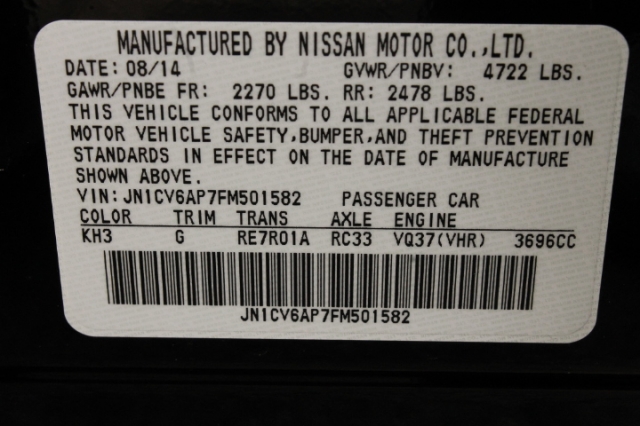 MANUFACTURED BY NISSAN MOTOR CO.,LTD.
DATE: 08/14 GVWR/PNBV: 4722 LBS.
GAWR/PNBE FR: 2270 LBS. RR: 2478 LBS.
THIS VEHICLE CONFORMS TO ALL APPLICABLE FEDERAL
MOTOR VEHICLE SAFETY,BUMPER,AND THEFT PREVENTION
STANDARDS IN EFFECT ON THE DATE OF MANUFACTURE
SHOWN ABOVE.
VIN: JN1CV6AP7FM501582 PASSENGER CAR
COLOR TRIM TRANS AXLE ENGINE
KH3 G RE7R01A RC33 VQ37(VHR) 3696CC
JN1CV6AP7FM501582